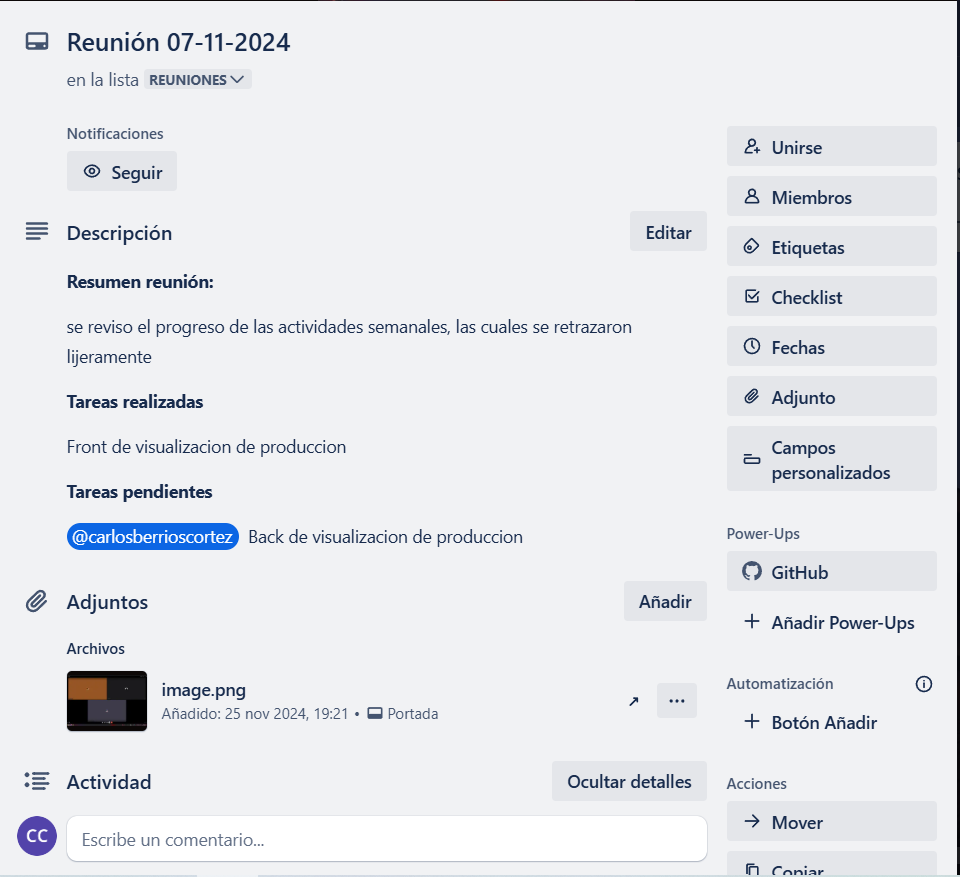 Reunión 07-11-2024
en la lista REUNIONES
Notificaciones
Seguir
Descripción
Editar
Resumen reunión:
se reviso el progreso de las actividades semanales, las cuales se retrazaron
lijeramente
Tareas realizadas
Front de visualizacion de produccion
Tareas pendientes
@carlosberrioscortez Back de visualizacion de produccion
Adjuntos
Añadir
Archivos
image.png
Añadido: 25 nov 2024, 19:21 • Portada
Actividad
Ocultar detalles
CC
Escribe un comentario...
Unirse
Miembros
Etiquetas
Checklist
Fechas
Adjunto
Campos
personalizados
Power-Ups
GitHub
Añadir Power-Ups
Automatización
Botón Añadir
Acciones
Mover
Copiar